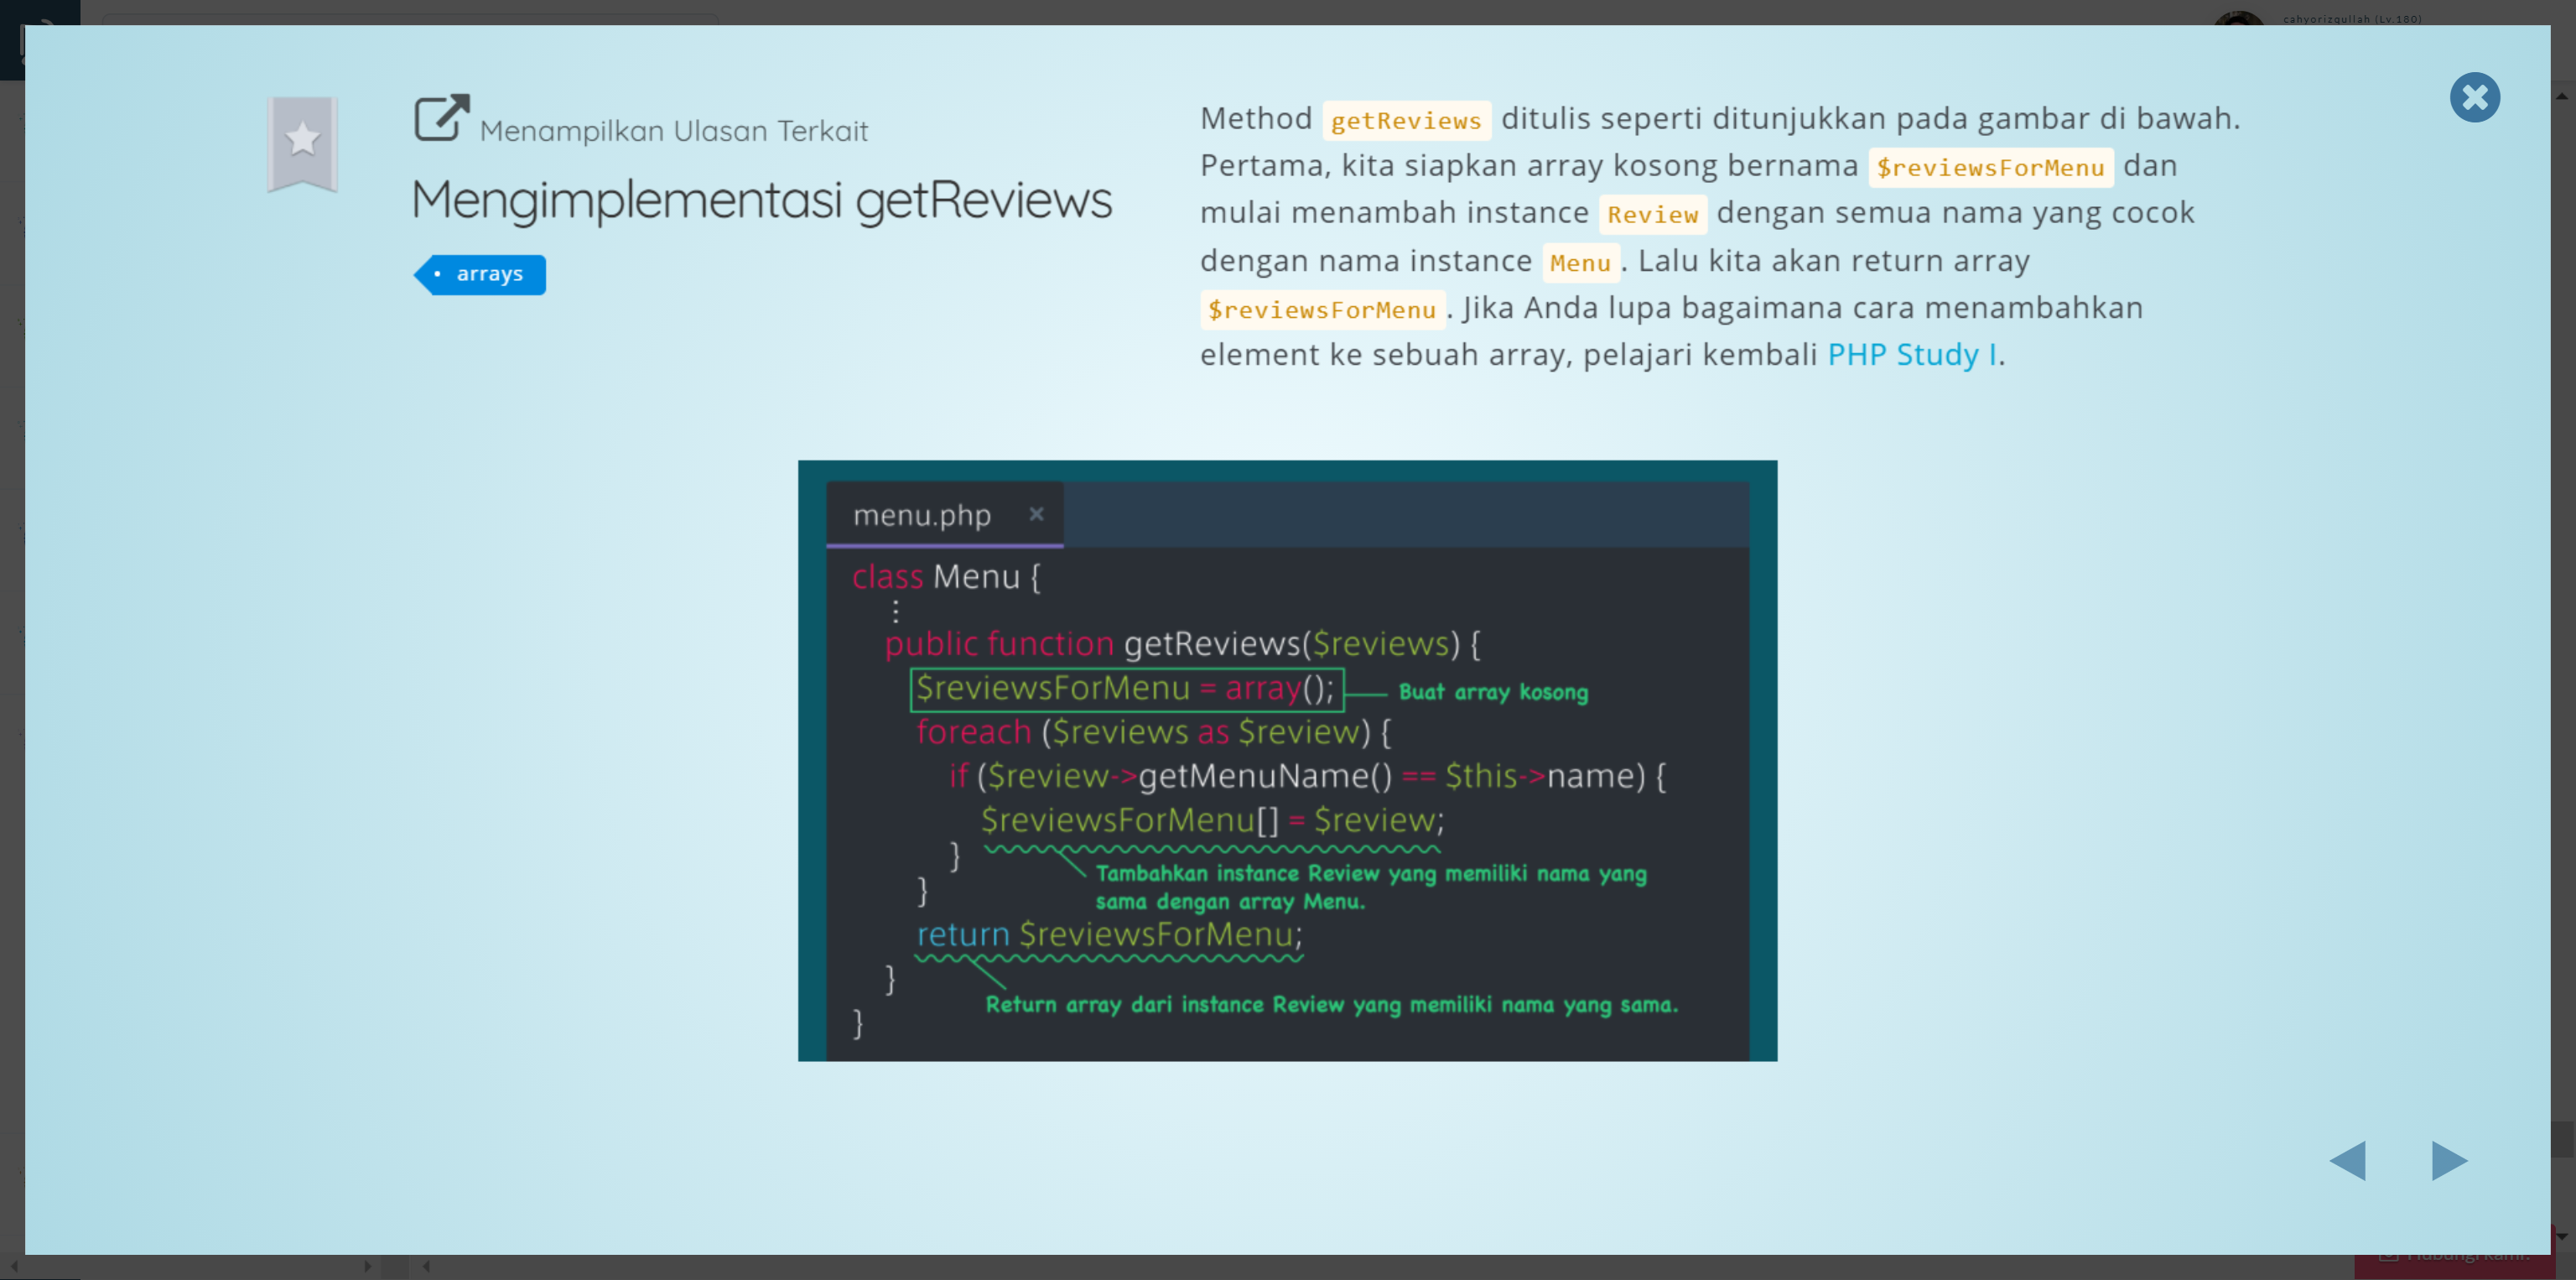 cahyorizqullah (Lv.180)
Menampilkan Ulasan Terkait
Mengimplementasi getReviews
• arrays
Method getReviews ditulis seperti ditunjukkan pada gambar di bawah.
Pertama, kita siapkan array kosong bernama $reviewsForMenu dan
mulai menambah instance Review dengan semua nama yang cocok
dengan nama instance Menu . Lalu kita akan return array
$reviewsForMenu . Jika Anda lupa bagaimana cara menambahkan
element ke sebuah array, pelajari kembali PHP Study I.
menu.php ×
class Menu {
⋮
public function getReviews($reviews) {
$reviewsForMenu = array(); Buat array kosong
foreach ($reviews as $review) {
if ($review->getMenuName() == $this->name) {
$reviewsForMenu[] = $review;
}
Tambahkan instance Review yang memiliki nama yang
}
sama dengan array Menu.
return $reviewsForMenu;
}
Return array dari instance Review yang memiliki nama yang sama.
}
Hubungi kami!